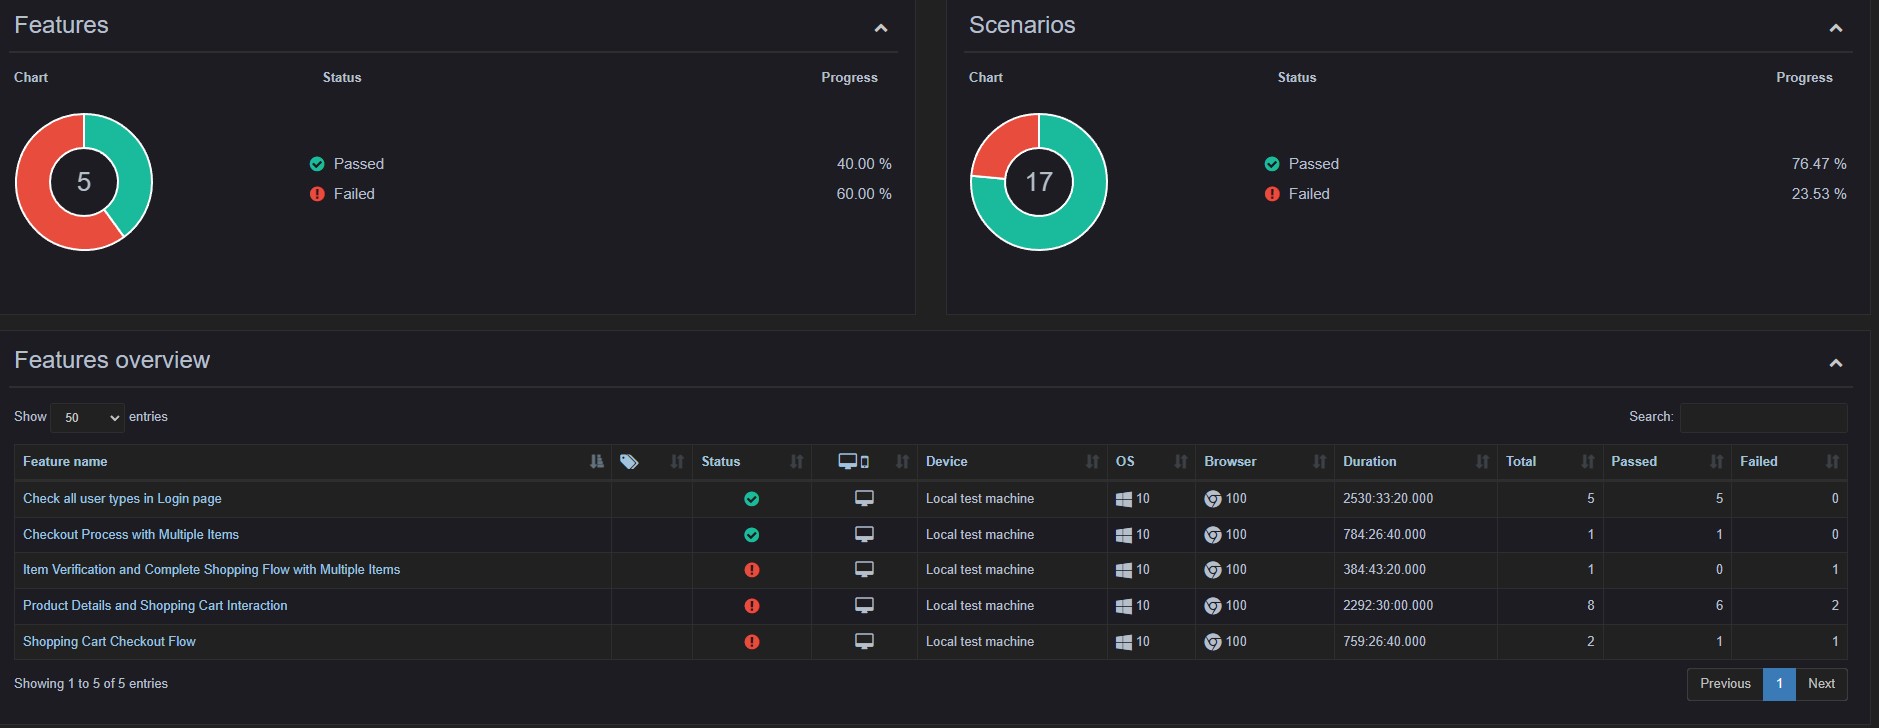 Features
Chart Status Progress
5
Passed 40.00 %
Failed 60.00 %
Scenarios
Chart Status Progress
17
Passed 76.47 %
Failed 23.53 %
Features overview
Show 50 entries Search:
Feature name Status Device OS Browser Duration Total Passed Failed
Check all user types in Login page Local test machine 10 100 2530:33:20.000 5 5 0
Checkout Process with Multiple Items Local test machine 10 100 784:26:40.000 1 1 0
Item Verification and Complete Shopping Flow with Multiple Items Local test machine 10 100 384:43:20.000 1 0 1
Product Details and Shopping Cart Interaction Local test machine 10 100 2292:30:00.000 8 6 2
Shopping Cart Checkout Flow Local test machine 10 100 759:26:40.000 2 1 1
Showing 1 to 5 of 5 entries Previous 1 Next